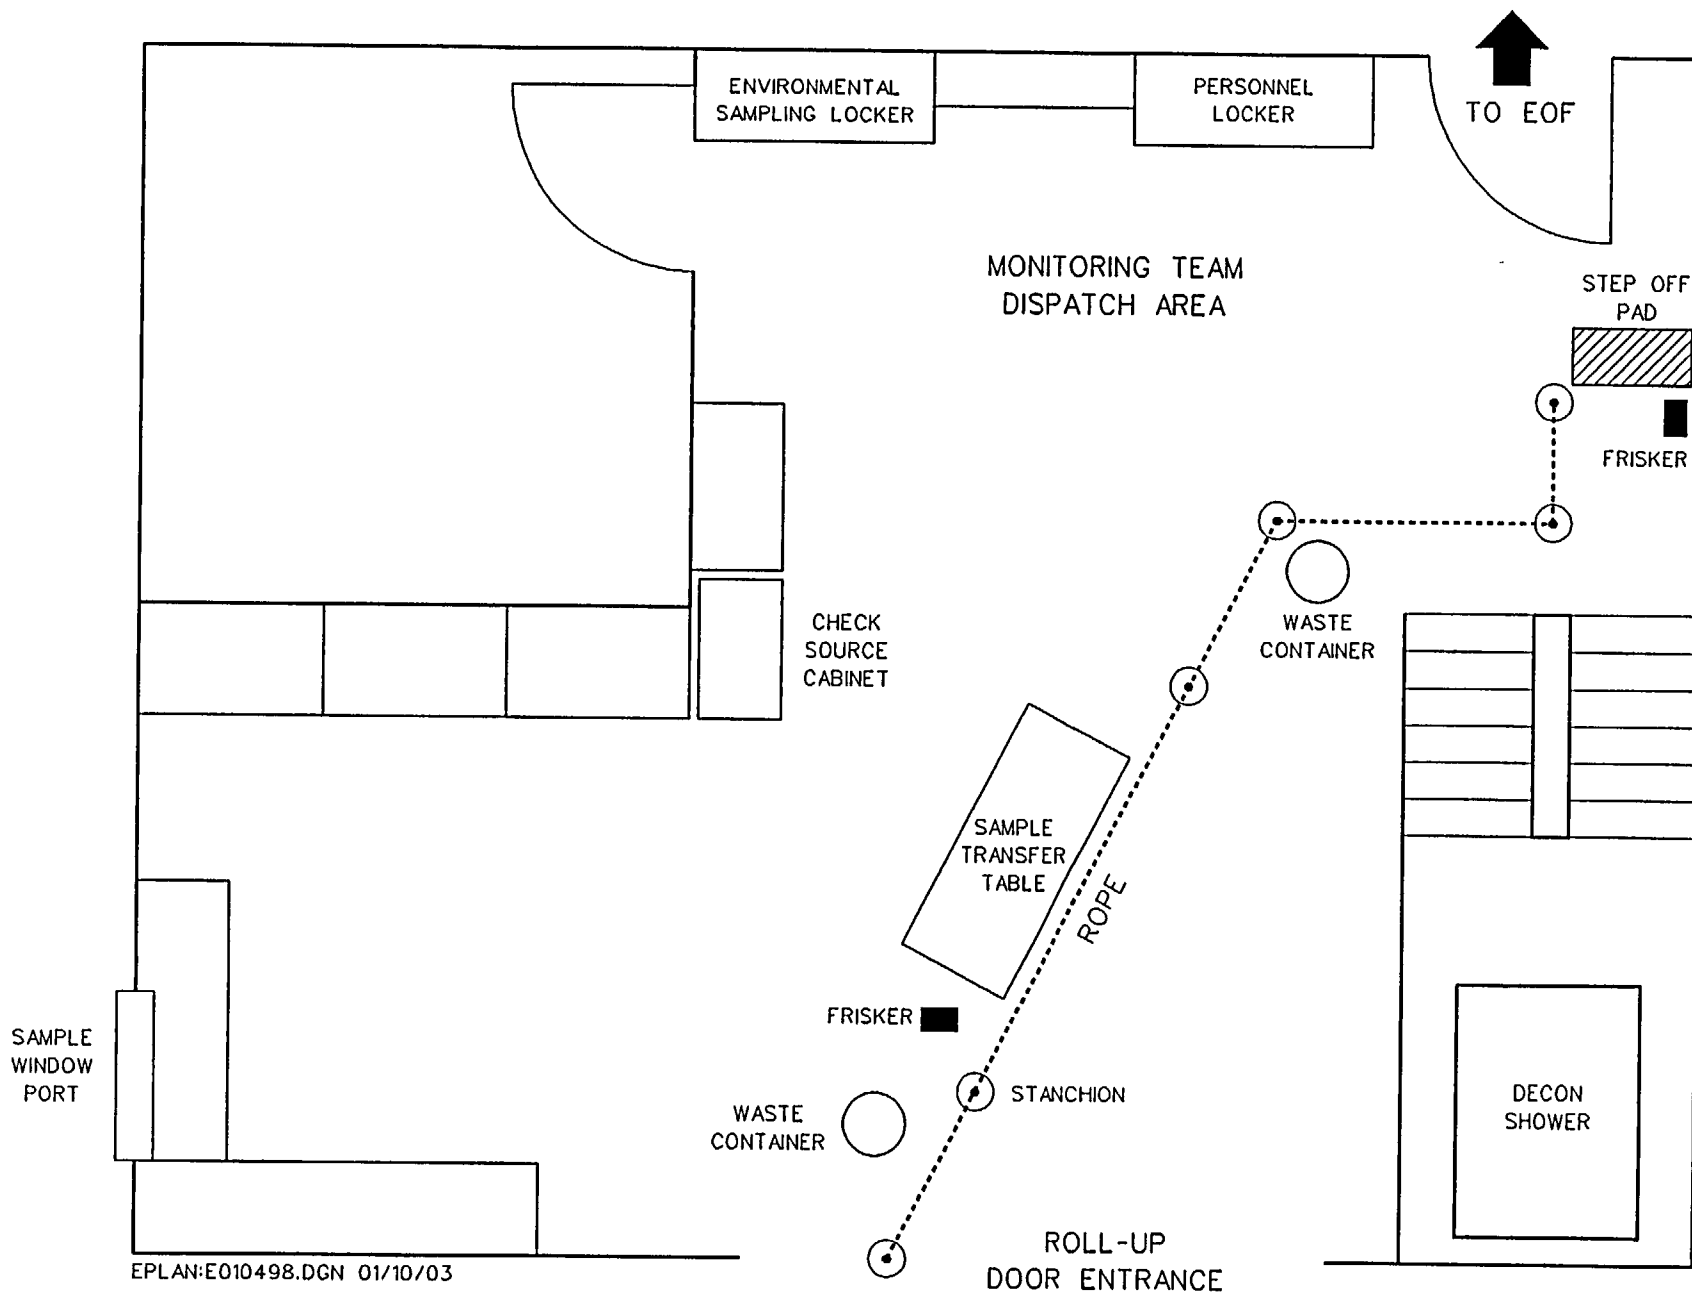 ENVIRONMENTAL
SAMPLING LOCKER
PERSONNEL
LOCKER
TO EOF
MONITORING TEAM
DISPATCH AREA
STEP OFF
PAD
FRISKER
WASTE
CONTAINER
CHECK
SOURCE
CABINET
SAMPLE
TRANSFER
TABLE
ROPE
FRISKER
SAMPLE
WINDOW
PORT
STANCHION
WASTE
CONTAINER
DECON
SHOWER
ROLL-UP
DOOR ENTRANCE
EPLAN:E010498.DGN 01/10/03